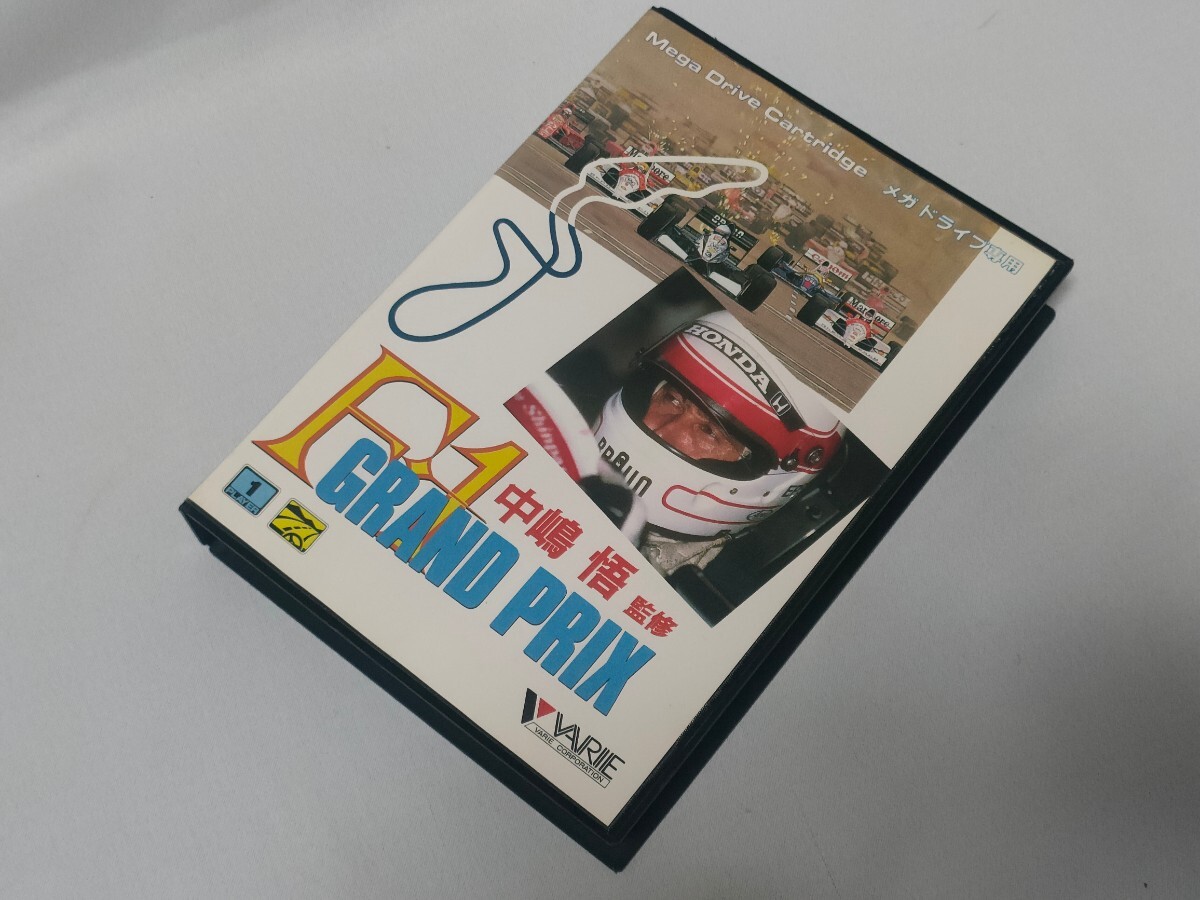 Mega Drive Cartridge メガドライブ専用
HONDA
BRAUN
F-1
GRAND PRIX
中嶋 悟 監修
1
PLAYER
VARIE
VARIE CORPORATION